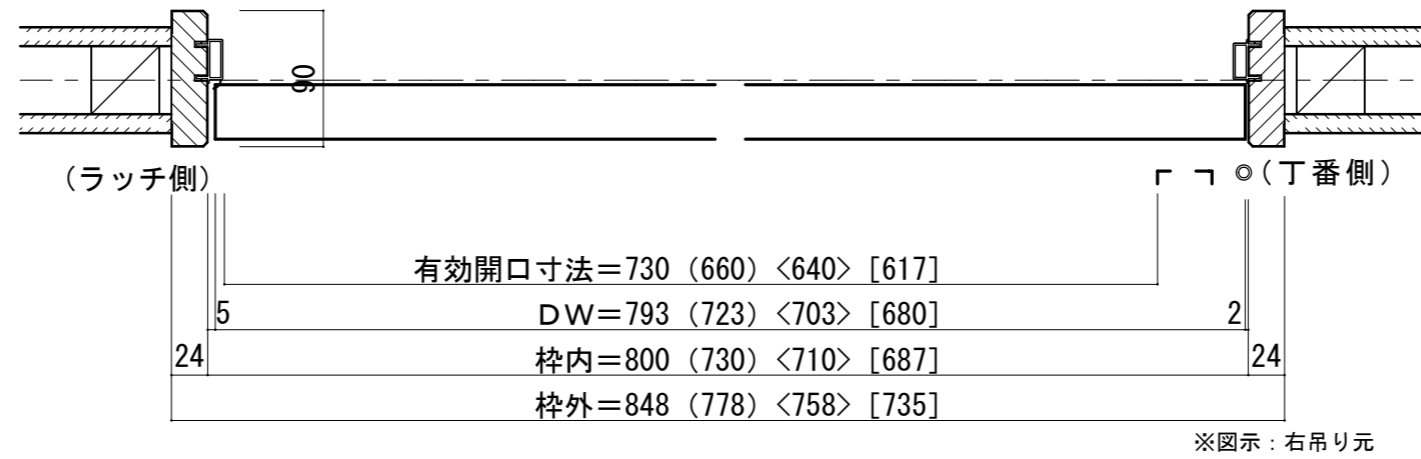 90
(ラッチ側)
◎(丁番側)
有効開口寸法=730 (660) <640> [617]
5 DW=793 (723) <703> [680] 2
24 枠内=800 (730) <710> [687] 24
枠外=848 (778) <758> [735]
※図示:右吊り元